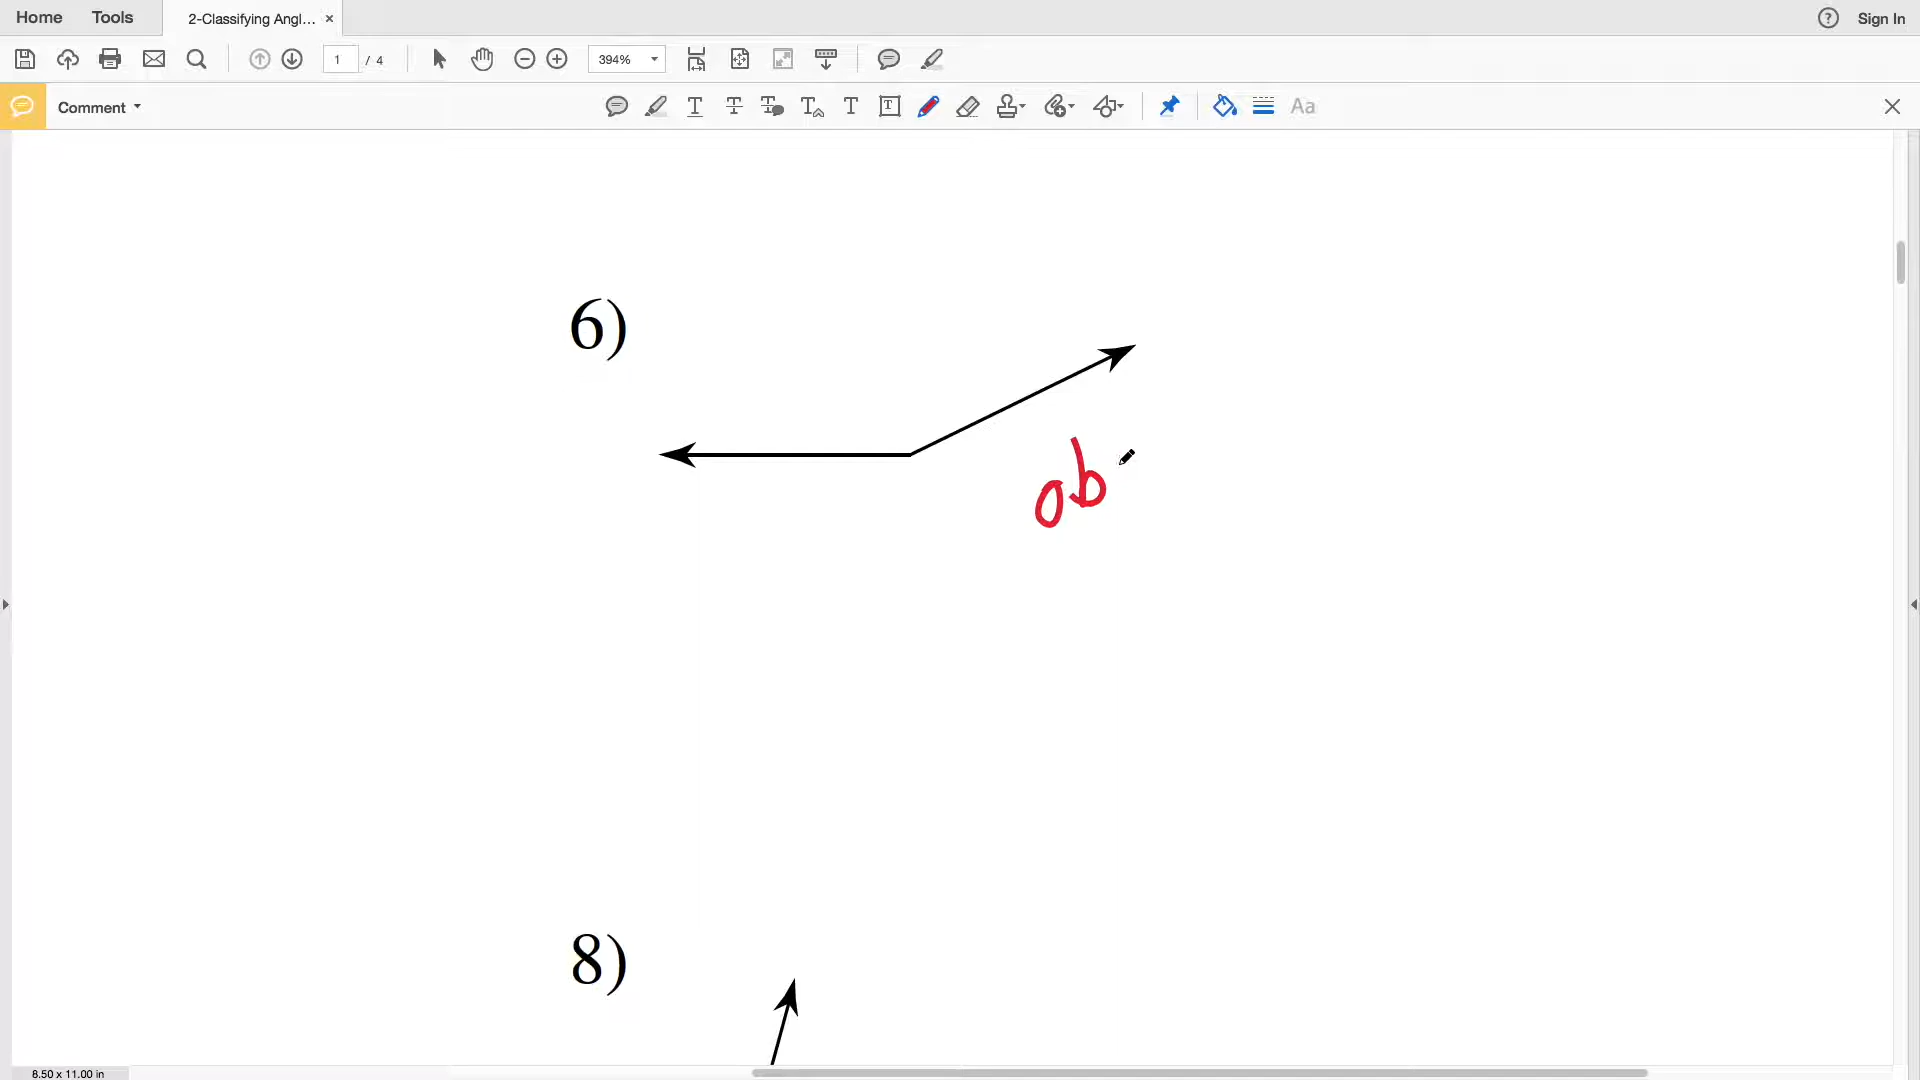 Home Tools 2-Classifying Angl... × ? Sign In
1 / 4 394%
Comment T T T T T T Aa
6)
ob
8)
8.50 x 11.00 in